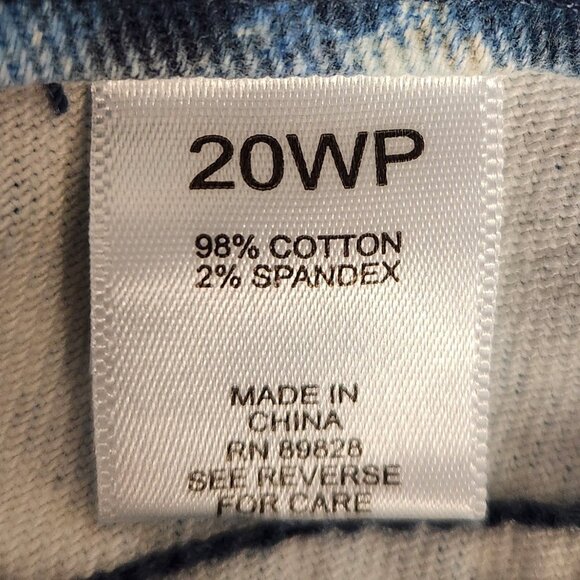 20WP
98% COTTON
2% SPANDEX
MADE IN
CHINA
RN 89828
SEE REVERSE
FOR CARE